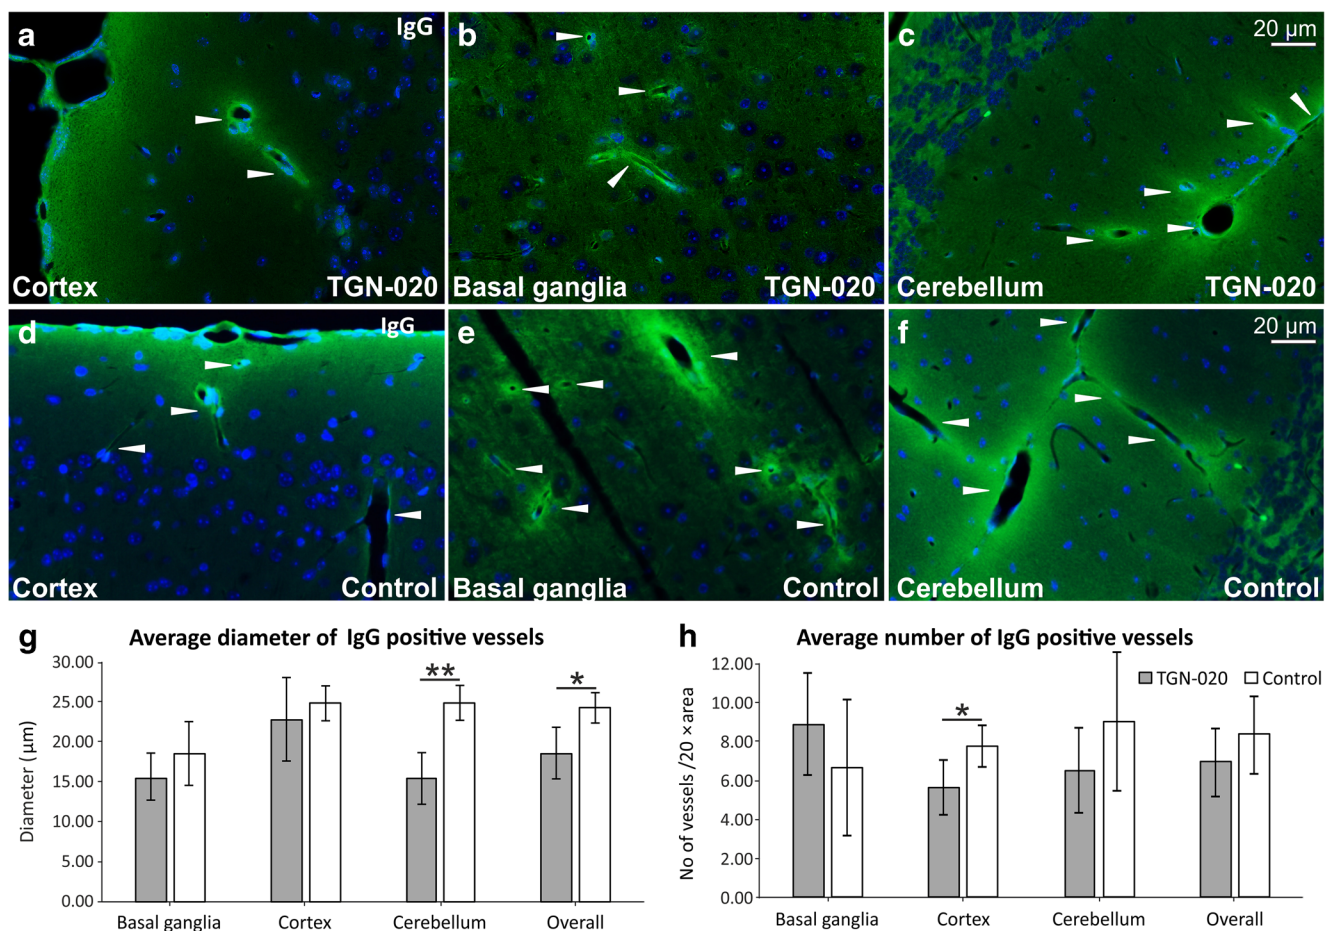 a IgG
Cortex TGN-020
b
Basal ganglia TGN-020
c 20 µm
Cerebellum TGN-020
d IgG
Cortex Control
e
Basal ganglia Control
f 20 µm
Cerebellum Control
g Average diameter of IgG positive vessels
30.00
25.00
20.00
15.00
10.00
5.00
0.00
Diameter (µm)
** *
Basal ganglia Cortex Cerebellum Overall
h Average number of IgG positive vessels
12.00
10.00
8.00
6.00
4.00
2.00
0.00
No of vessels /20 ×area
TGN-020 Control
*
Basal ganglia Cortex Cerebellum Overall